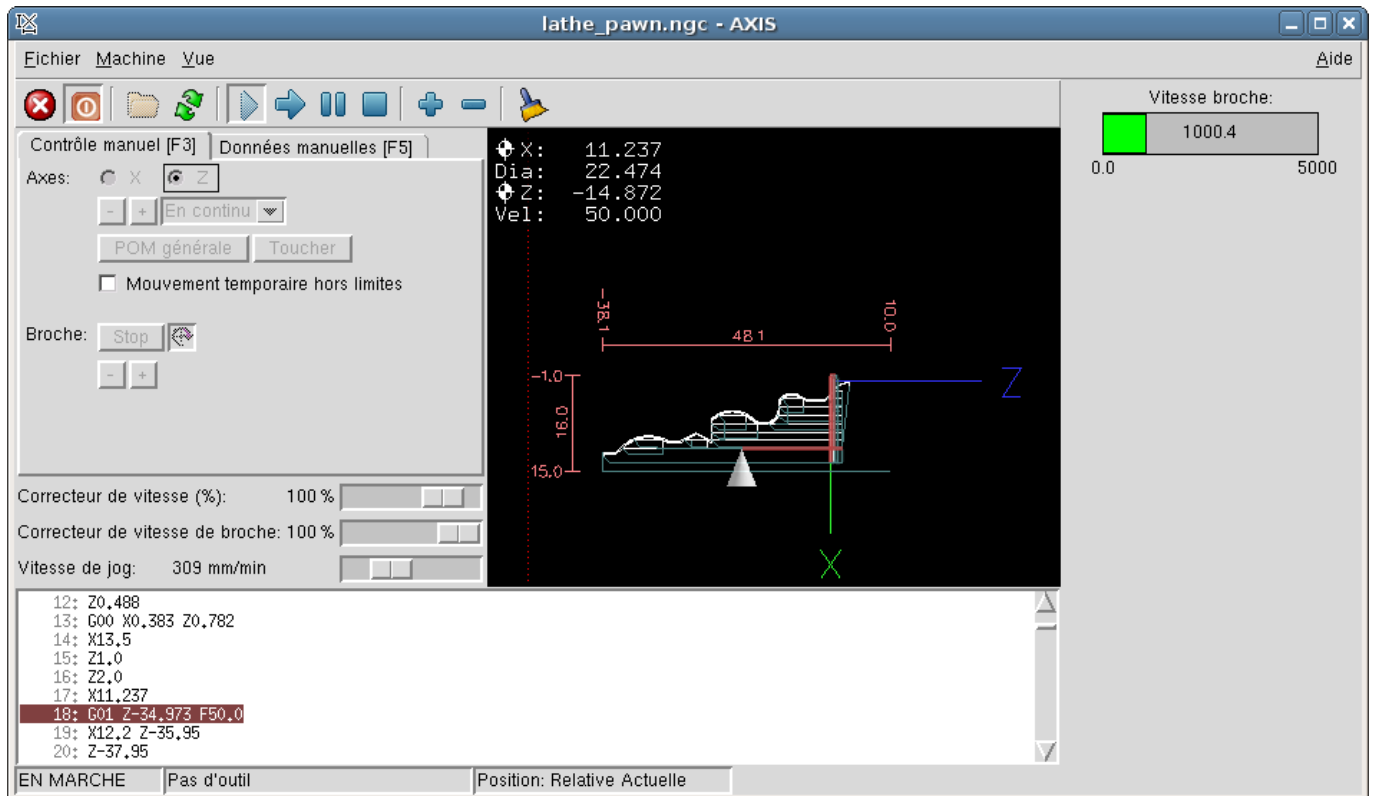 lathe_pawn.ngc - AXIS
Fichier Machine Vue Aide
Contrôle manuel [F3] Données manuelles [F5]
Axes: X Z
- + En continu
POM générale Toucher
Mouvement temporaire hors limites
Broche: Stop
- +
Correcteur de vitesse (%): 100 %
Correcteur de vitesse de broche: 100 %
Vitesse de jog: 309 mm/min
X: 11.237
Dia: 22.474
Z: -14.872
Vel: 50.000
-38.1
10.0
48.1
-1.0
16.0
15.0
Z
X
Vitesse broche:
1000.4
0.0 5000
12: Z0.488
13: G00 X0.383 Z0.782
14: X13.5
15: Z1.0
16: Z2.0
17: X11.237
18: G01 Z-34.973 F50.0
19: X12.2 Z-35.95
20: Z-37.95
EN MARCHE Pas d'outil Position: Relative Actuelle